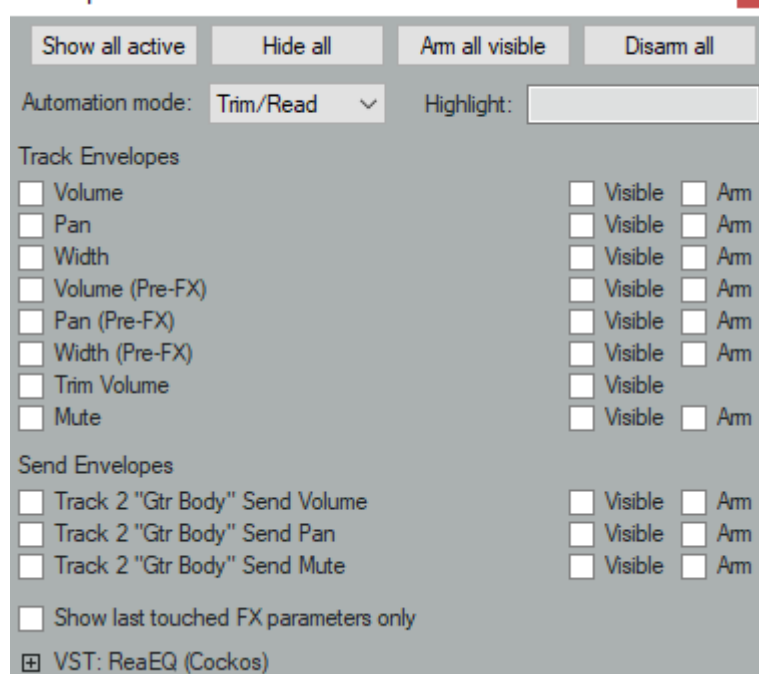 Show all active Hide all Arm all visible Disarm all
Automation mode: Trim/Read Highlight:
Track Envelopes
Volume Visible Arm
Pan Visible Arm
Width Visible Arm
Volume (Pre-FX) Visible Arm
Pan (Pre-FX) Visible Arm
Width (Pre-FX) Visible Arm
Trim Volume Visible
Mute Visible Arm
Send Envelopes
Track 2 "Gtr Body" Send Volume Visible Arm
Track 2 "Gtr Body" Send Pan Visible Arm
Track 2 "Gtr Body" Send Mute Visible Arm
Show last touched FX parameters only
VST: ReaEQ (Cockos)